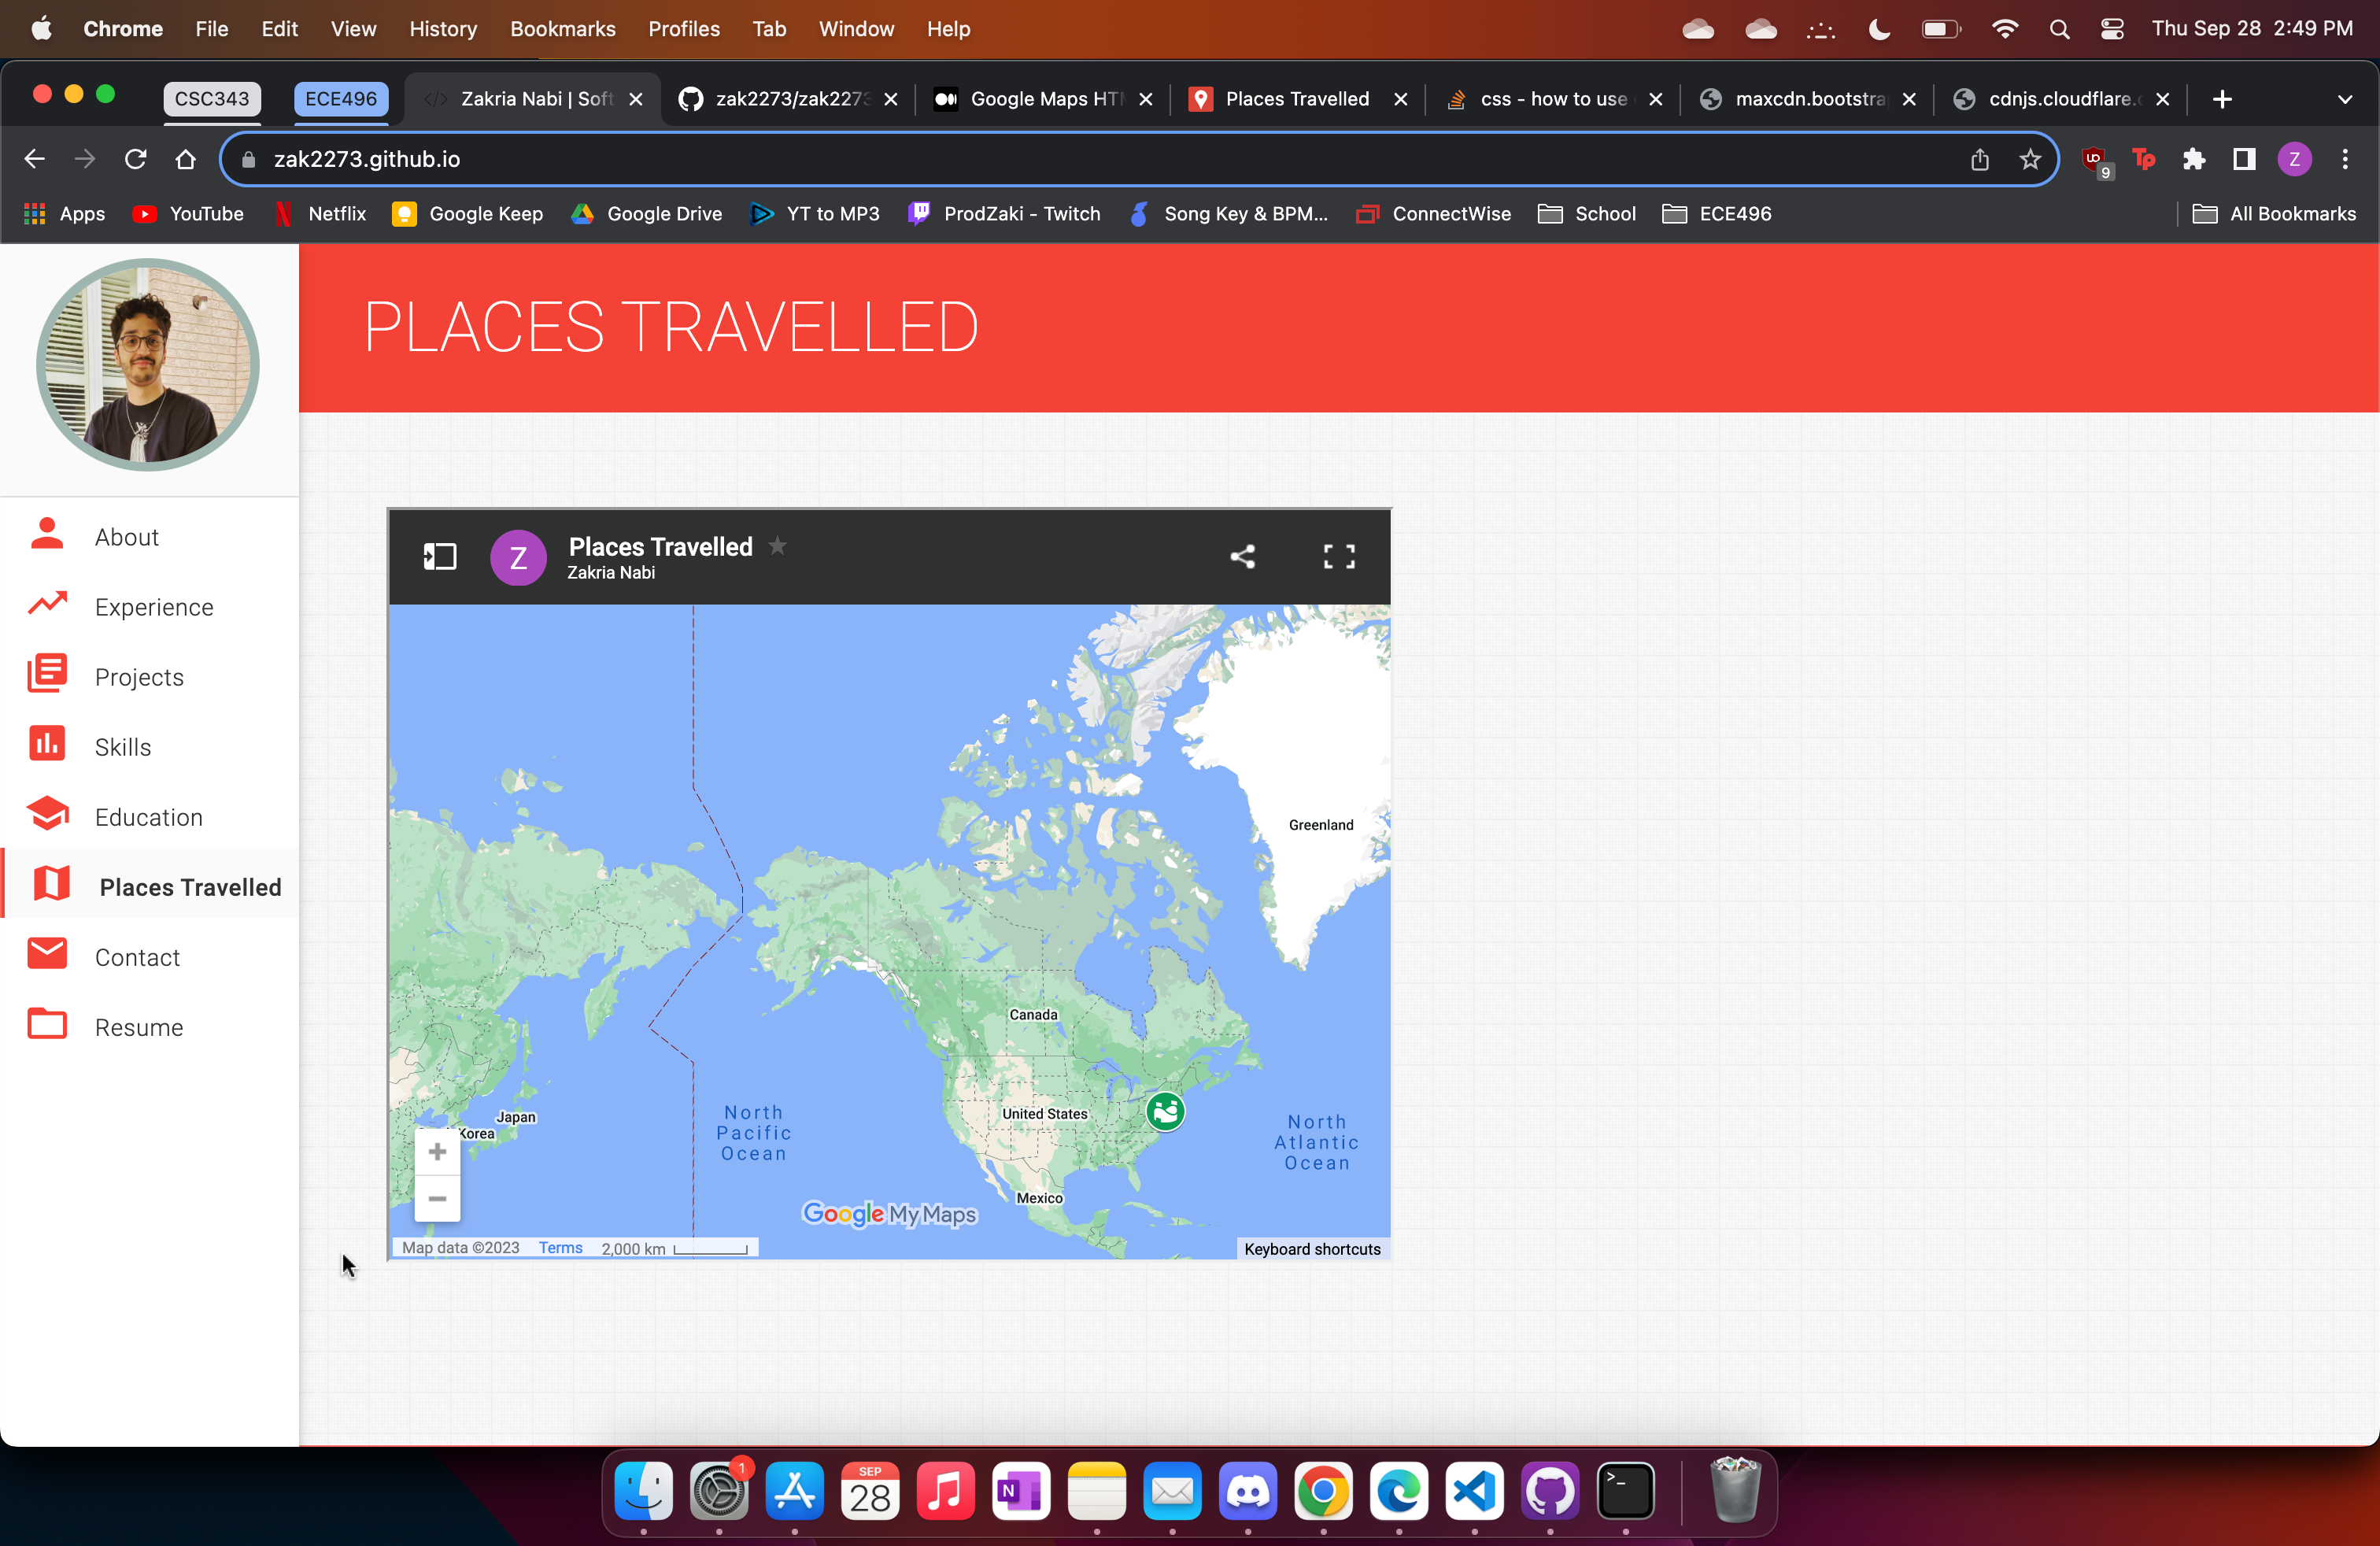 Chrome File Edit View History Bookmarks Profiles Tab Window Help Thu Sep 28 2:49 PM
CSC343 ECE496 Zakria Nabi | Soft zak2273/zak2273 Google Maps HT Places Travelled css - how to use maxcdn.bootstra cdnjs.cloudflare.
zak2273.github.io
9
Z
Apps YouTube Netflix Google Keep Google Drive YT to MP3 ProdZaki - Twitch Song Key & BPM... ConnectWise School ECE496 All Bookmarks
PLACES TRAVELLED
About
Experience
Projects
Skills
Education
Places Travelled
Contact
Resume
Z
Places Travelled
Zakria Nabi
Greenland
Canada
United States
Mexico
Japan
Korea
North
Pacific
Ocean
North
Atlantic
Ocean
Google My Maps
Map data ©2023 Terms 2,000 km
Keyboard shortcuts
1
SEP
28
N
>_